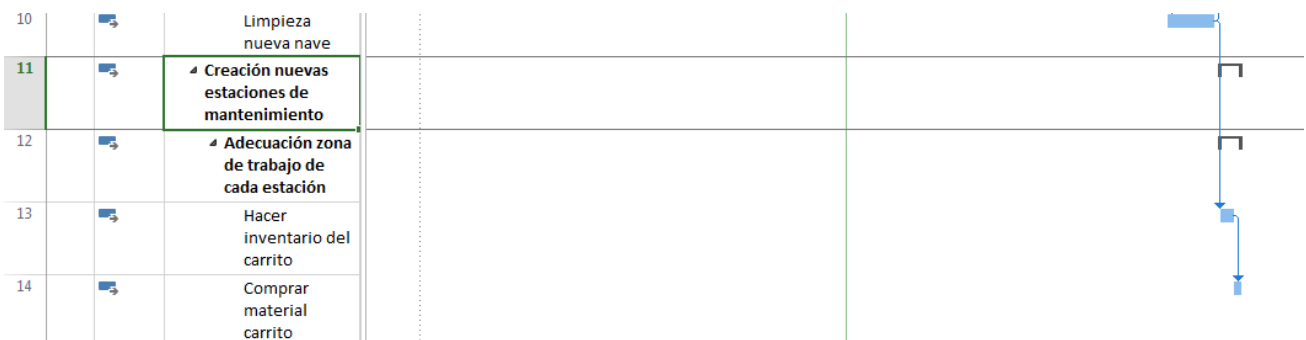 10 Limpieza
nueva nave
11 Creación nuevas
estaciones de
mantenimiento
12 Adecuación zona
de trabajo de
cada estación
13 Hacer
inventario del
carrito
14 Comprar
material
carrito